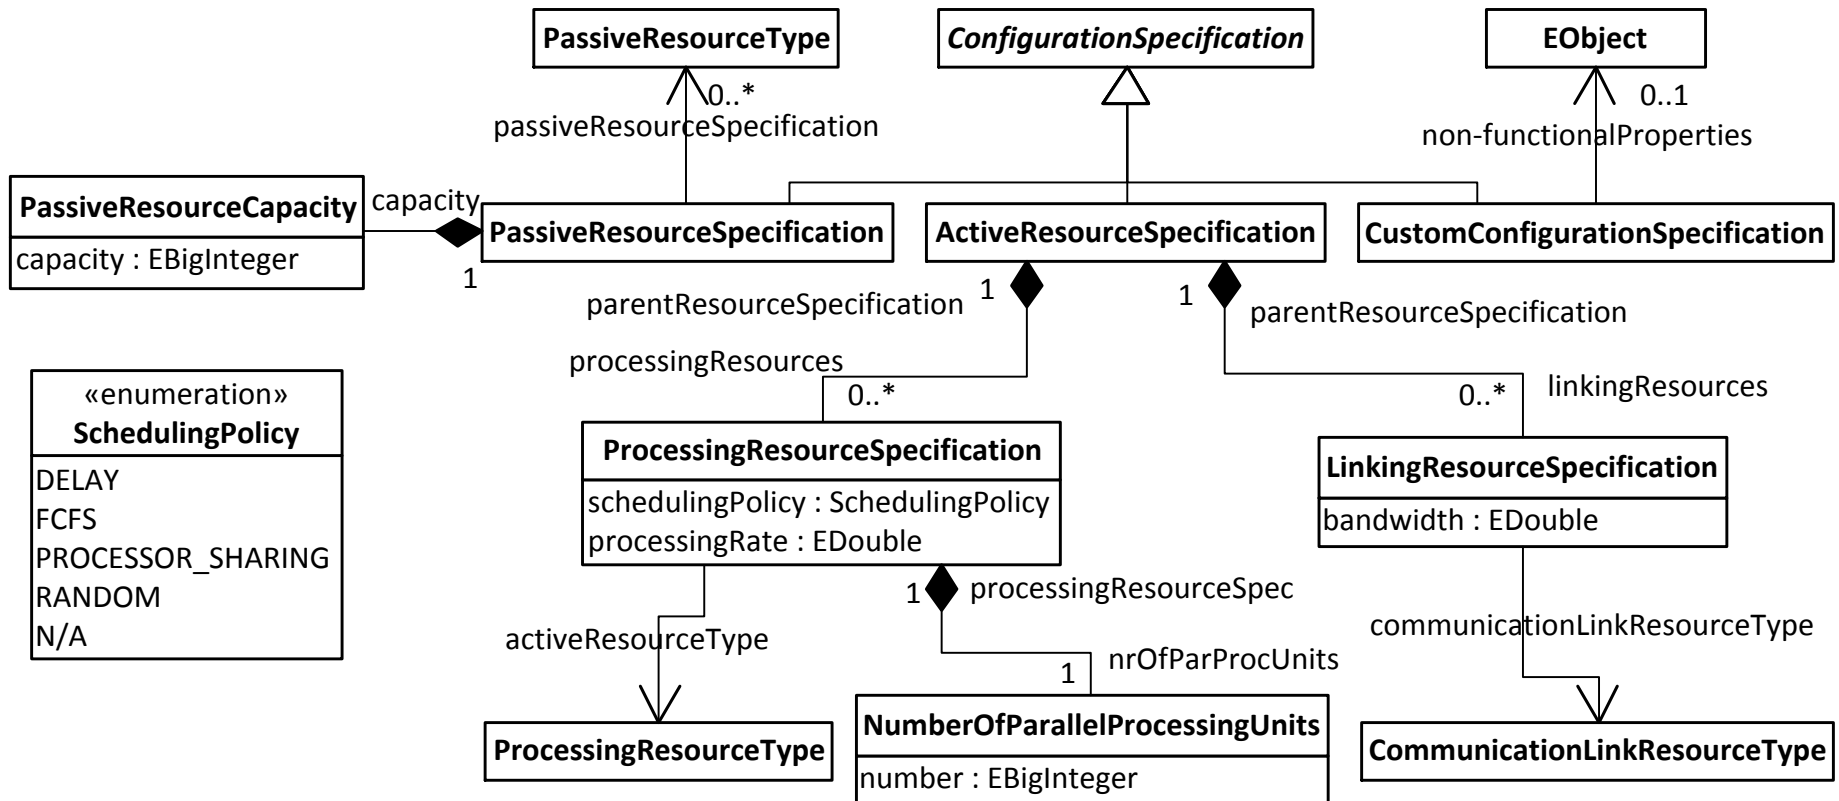 PassiveResourceType
ConfigurationSpecification
EObject
0..*
passiveResourceSpecification
0..1
non-functionalProperties
PassiveResourceCapacity
capacity : EBigInteger
capacity
1
PassiveResourceSpecification
ActiveResourceSpecification
CustomConfigurationSpecification
parentResourceSpecification
1
1
parentResourceSpecification
processingResources
0..*
0..*
linkingResources
«enumeration»
SchedulingPolicy
DELAY
FCFS
PROCESSOR_SHARING
RANDOM
N/A
ProcessingResourceSpecification
schedulingPolicy : SchedulingPolicy
processingRate : EDouble
LinkingResourceSpecification
bandwidth : EDouble
activeResourceType
1
processingResourceSpec
1
nrOfParProcUnits
communicationLinkResourceType
ProcessingResourceType
NumberOfParallelProcessingUnits
number : EBigInteger
CommunicationLinkResourceType